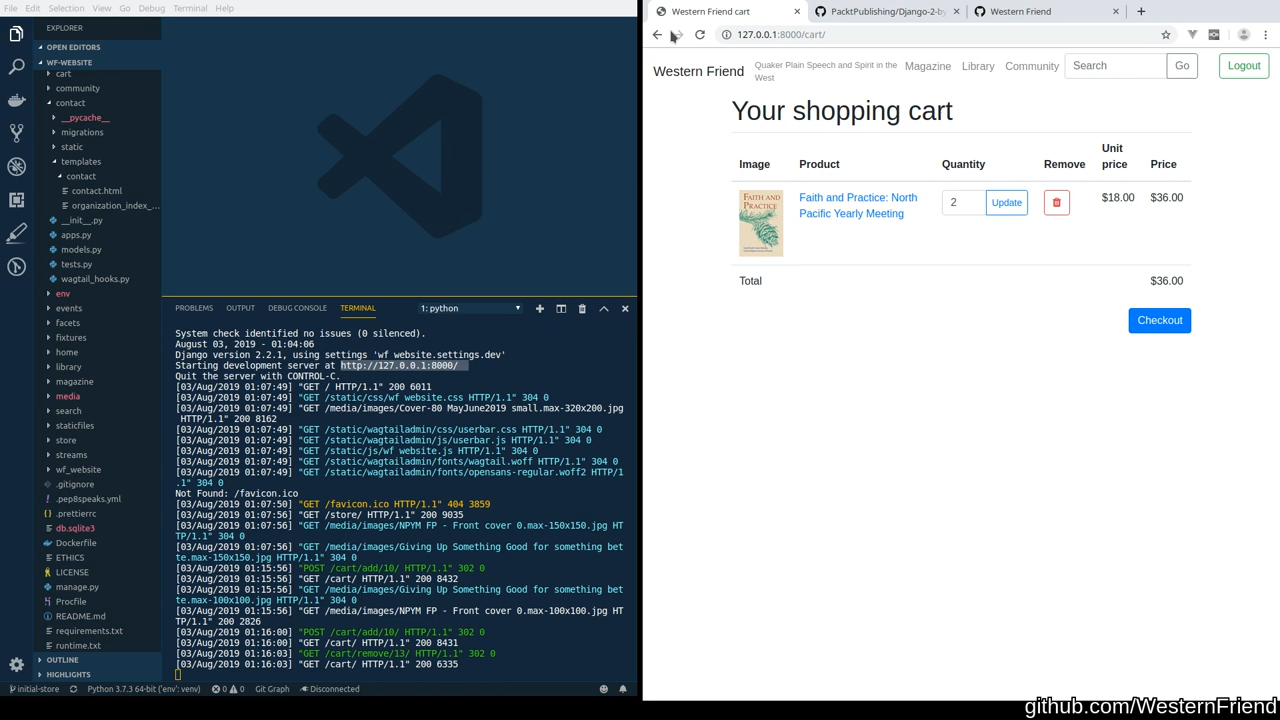 File Edit Selection View Go Debug Terminal Help
EXPLORER
OPEN EDITORS
WF-WEBSITE
cart
community
contact
__pycache__
migrations
static
templates
contact
contact.html
organization_index_...
__init__.py
apps.py
models.py
tests.py
wagtail_hooks.py
env
events
facets
fixtures
home
library
magazine
media
search
staticfiles
store
streams
wf_website
.gitignore
.pep8speaks.yml
.prettierrc
db.sqlite3
Dockerfile
ETHICS
LICENSE
manage.py
Procfile
README.md
requirements.txt
runtime.txt
OUTLINE
HIGHLIGHTS
PROBLEMS OUTPUT DEBUG CONSOLE TERMINAL 1: python
System check identified no issues (0 silenced).
August 03, 2019 - 01:04:06
Django version 2.2.1, using settings 'wf_website.settings.dev'
Starting development server at http://127.0.0.1:8000/
Quit the server with CONTROL-C.
[03/Aug/2019 01:07:49] "GET / HTTP/1.1" 200 6011
[03/Aug/2019 01:07:49] "GET /static/css/wf_website.css HTTP/1.1" 304 0
[03/Aug/2019 01:07:49] "GET /media/images/Cover-80_MayJune2019_small.max-320x200.jpg
HTTP/1.1" 200 8162
[03/Aug/2019 01:07:49] "GET /static/wagtailadmin/css/userbar.css HTTP/1.1" 304 0
[03/Aug/2019 01:07:49] "GET /static/wagtailadmin/js/userbar.js HTTP/1.1" 304 0
[03/Aug/2019 01:07:49] "GET /static/js/wf_website.js HTTP/1.1" 304 0
[03/Aug/2019 01:07:49] "GET /static/wagtailadmin/fonts/wagtail.woff HTTP/1.1" 304 0
[03/Aug/2019 01:07:49] "GET /static/wagtailadmin/fonts/opensans-regular.woff2 HTTP/1
.1" 304 0
Not Found: /favicon.ico
[03/Aug/2019 01:07:50] "GET /favicon.ico HTTP/1.1" 404 3859
[03/Aug/2019 01:07:56] "GET /store/ HTTP/1.1" 200 9035
[03/Aug/2019 01:07:56] "GET /media/images/NPYM_FP_-_Front_cover_0.max-150x150.jpg HT
TP/1.1" 304 0
[03/Aug/2019 01:07:56] "GET /media/images/Giving_Up_Something_Good_for_something_bet
te.max-150x150.jpg HTTP/1.1" 304 0
[03/Aug/2019 01:15:56] "POST /cart/add/10/ HTTP/1.1" 302 0
[03/Aug/2019 01:15:56] "GET /cart/ HTTP/1.1" 200 8432
[03/Aug/2019 01:15:56] "GET /media/images/Giving_Up_Something_Good_for_something_bet
te.max-100x100.jpg HTTP/1.1" 304 0
[03/Aug/2019 01:15:56] "GET /media/images/NPYM_FP_-_Front_cover_0.max-100x100.jpg HT
TP/1.1" 200 2826
[03/Aug/2019 01:16:00] "POST /cart/add/10/ HTTP/1.1" 302 0
[03/Aug/2019 01:16:00] "GET /cart/ HTTP/1.1" 200 8431
[03/Aug/2019 01:16:03] "GET /cart/remove/13/ HTTP/1.1" 302 0
[03/Aug/2019 01:16:03] "GET /cart/ HTTP/1.1" 200 6335
initial-store Python 3.7.3 64-bit ('env': venv) 0 0 Git Graph Disconnected
Western Friend cart PacktPublishing/Django-2-by Western Friend
127.0.0.1:8000/cart/
Western Friend Quaker Plain Speech and Spirit in the
West
Magazine Library Community Search Go Logout
Your shopping cart
Image Product Quantity Remove Unit
price Price
FAITH AND
PRACTICE
Faith and Practice: North
Pacific Yearly Meeting
2 Update $18.00 $36.00
Total $36.00
Checkout
github.com/WesternFriend